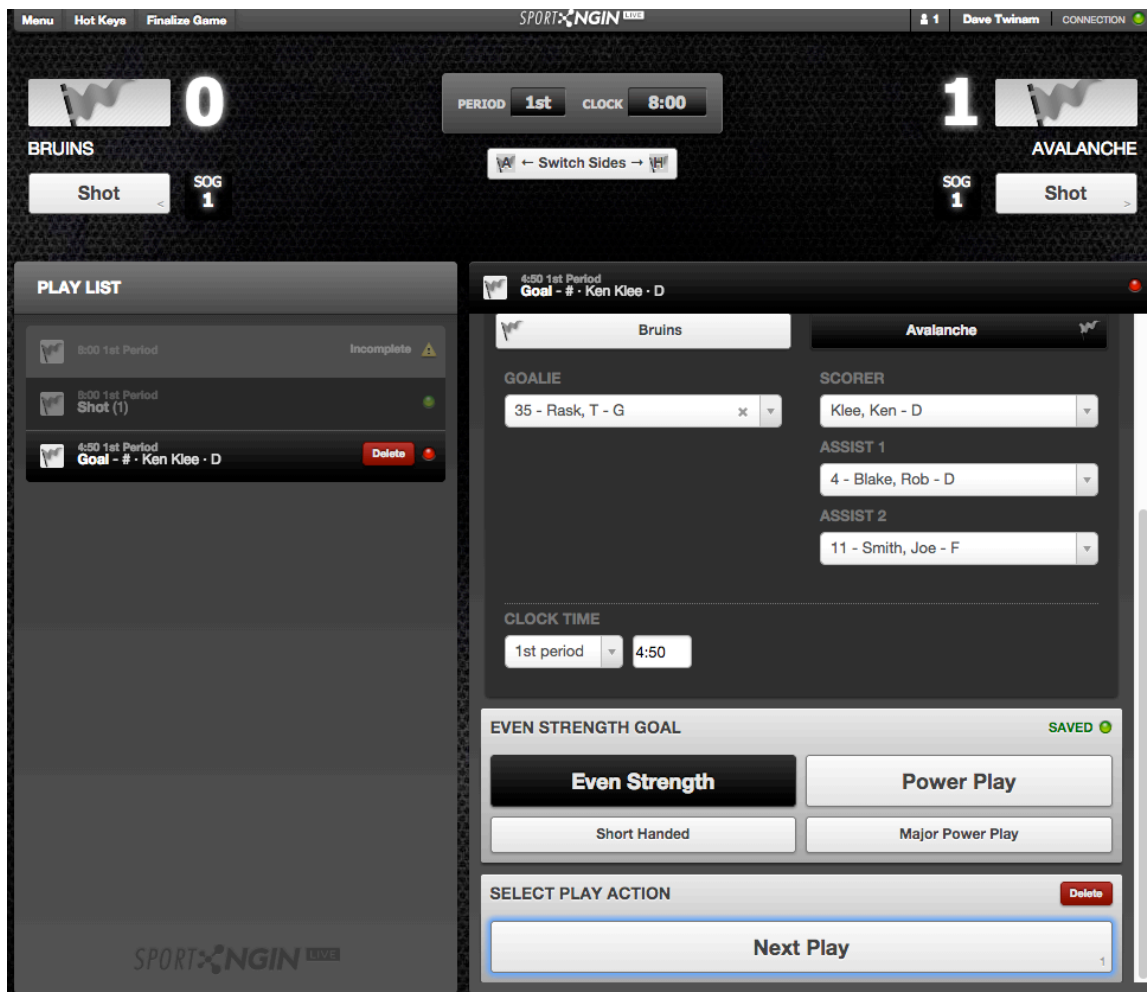 Menu Hot Keys Finalize Game SPORT NGIN LIVE 1 Dave Twinam CONNECTION
0 PERIOD 1st CLOCK 8:00 1
BRUINS A ← Switch Sides → H AVALANCHE
Shot < SOG 1 SOG 1 Shot >
PLAY LIST
8:00 1st Period Incomplete
8:00 1st Period
Shot (1)
4:50 1st Period
Goal - # · Ken Klee · D Delete
SPORT NGIN LIVE
4:50 1st Period
Goal - # · Ken Klee · D
Bruins Avalanche
GOALIE SCORER
35 - Rask, T - G × Klee, Ken - D
ASSIST 1
4 - Blake, Rob - D
ASSIST 2
11 - Smith, Joe - F
CLOCK TIME
1st period 4:50
EVEN STRENGTH GOAL SAVED
Even Strength Power Play
Short Handed Major Power Play
SELECT PLAY ACTION Delete
Next Play 1